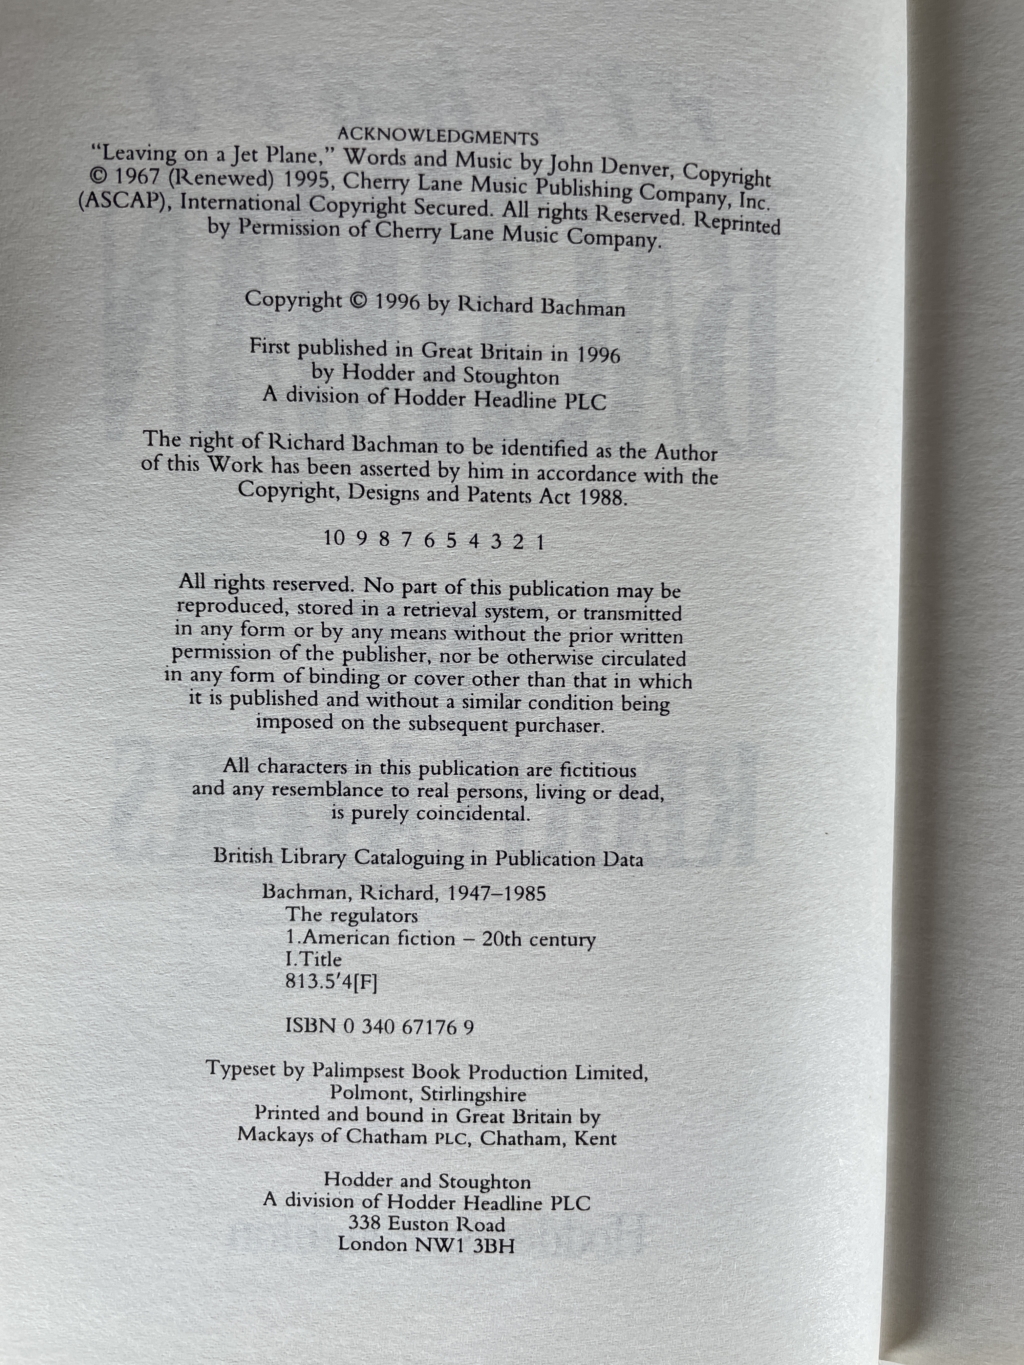 ACKNOWLEDGMENTS
“Leaving on a Jet Plane,” Words and Music by John Denver, Copyright
© 1967 (Renewed) 1995, Cherry Lane Music Publishing Company, Inc.
(ASCAP), International Copyright Secured. All rights Reserved. Reprinted
by Permission of Cherry Lane Music Company.
Copyright © 1996 by Richard Bachman
First published in Great Britain in 1996
by Hodder and Stoughton
A division of Hodder Headline PLC
The right of Richard Bachman to be identified as the Author
of this Work has been asserted by him in accordance with the
Copyright, Designs and Patents Act 1988.
10 9 8 7 6 5 4 3 2 1
All rights reserved. No part of this publication may be
reproduced, stored in a retrieval system, or transmitted
in any form or by any means without the prior written
permission of the publisher, nor be otherwise circulated
in any form of binding or cover other than that in which
it is published and without a similar condition being
imposed on the subsequent purchaser.
All characters in this publication are fictitious
and any resemblance to real persons, living or dead,
is purely coincidental.
British Library Cataloguing in Publication Data
Bachman, Richard, 1947–1985
The regulators
1.American fiction – 20th century
I.Title
813.5′4[F]
ISBN 0 340 67176 9
Typeset by Palimpsest Book Production Limited,
Polmont, Stirlingshire
Printed and bound in Great Britain by
Mackays of Chatham PLC, Chatham, Kent
Hodder and Stoughton
A division of Hodder Headline PLC
338 Euston Road
London NW1 3BH